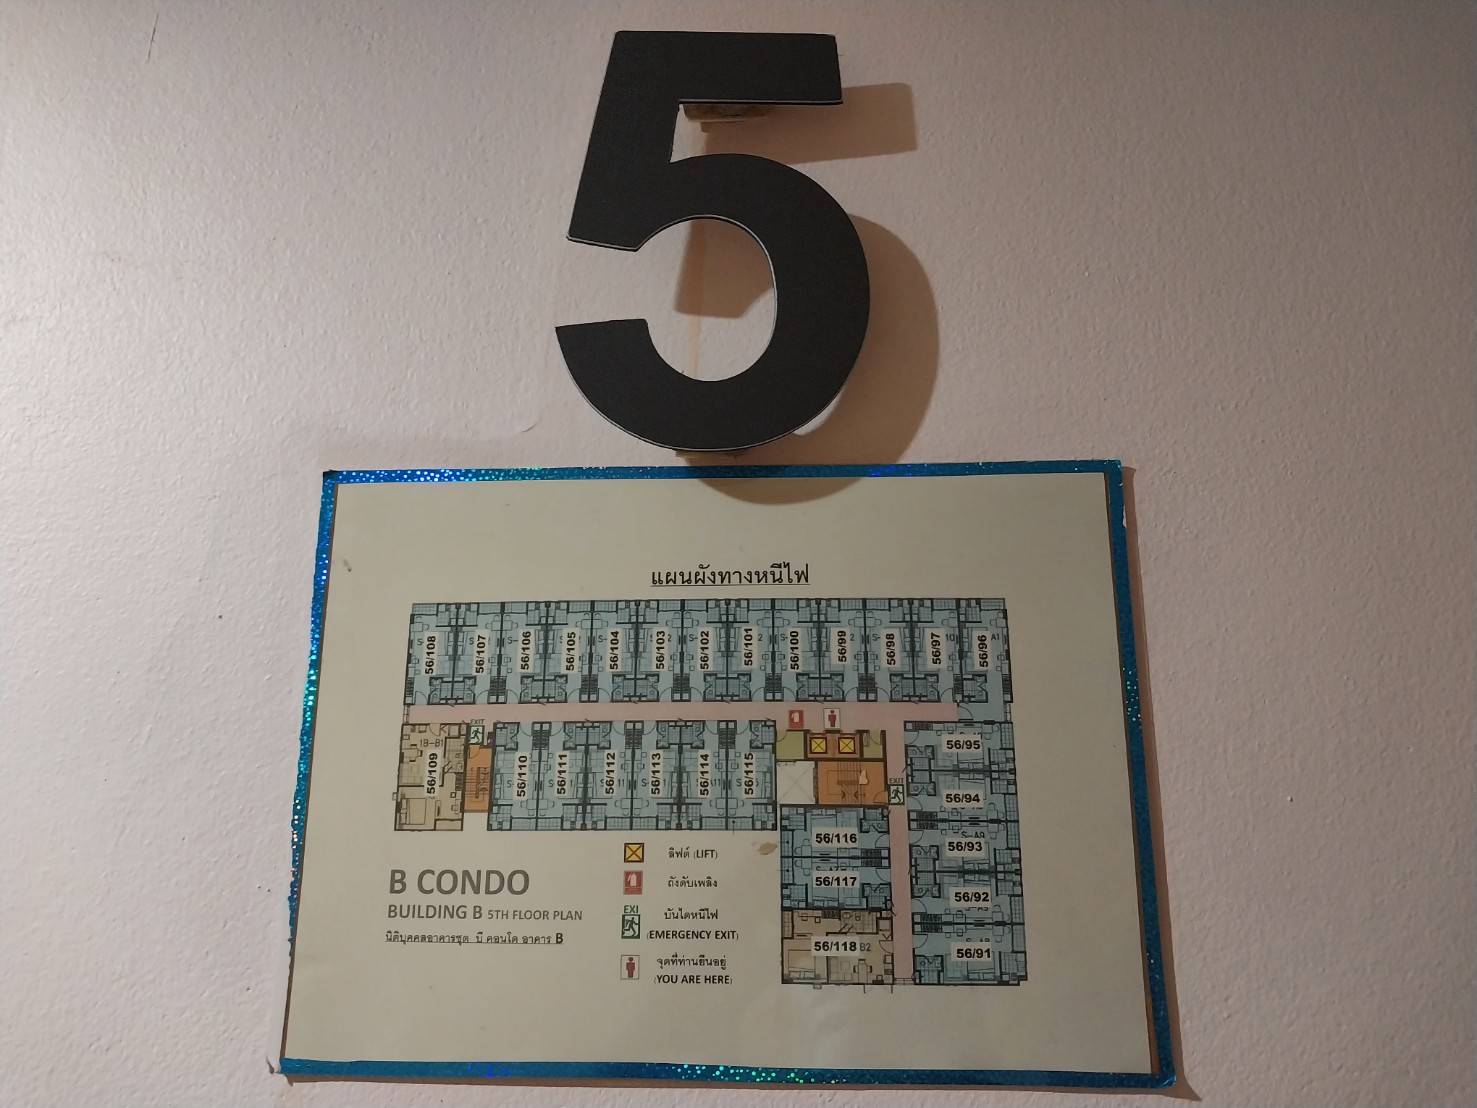 5
แผนผังทางหนีไฟ
56/108 56/107 56/106 56/105 56/104 56/103 56/102 56/101 56/100 56/99 56/98 56/97 56/96
EXIT
56/109 56/110 56/111 56/112 56/113 56/114 56/115
56/95
EXIT
56/94
56/116
56/93
56/117
56/92
56/118
56/91
B CONDO
BUILDING B 5TH FLOOR PLAN
นิติบุคคลอาคารชุด บี คอนโด อาคาร B
ลิฟต์ (LIFT)
ถังดับเพลิง
EXI
บันไดหนีไฟ
(EMERGENCY EXIT)
จุดที่ท่านยืนอยู่
(YOU ARE HERE)